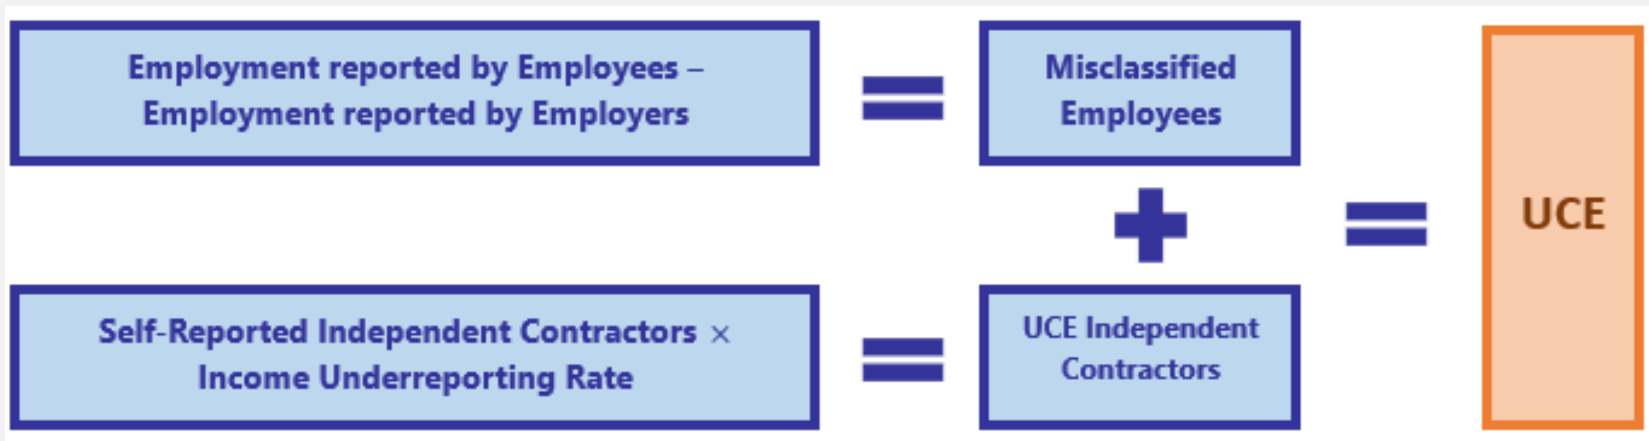 Employment reported by Employees –
Employment reported by Employers
Misclassified
Employees
UCE
Self-Reported Independent Contractors ×
Income Underreporting Rate
UCE Independent
Contractors